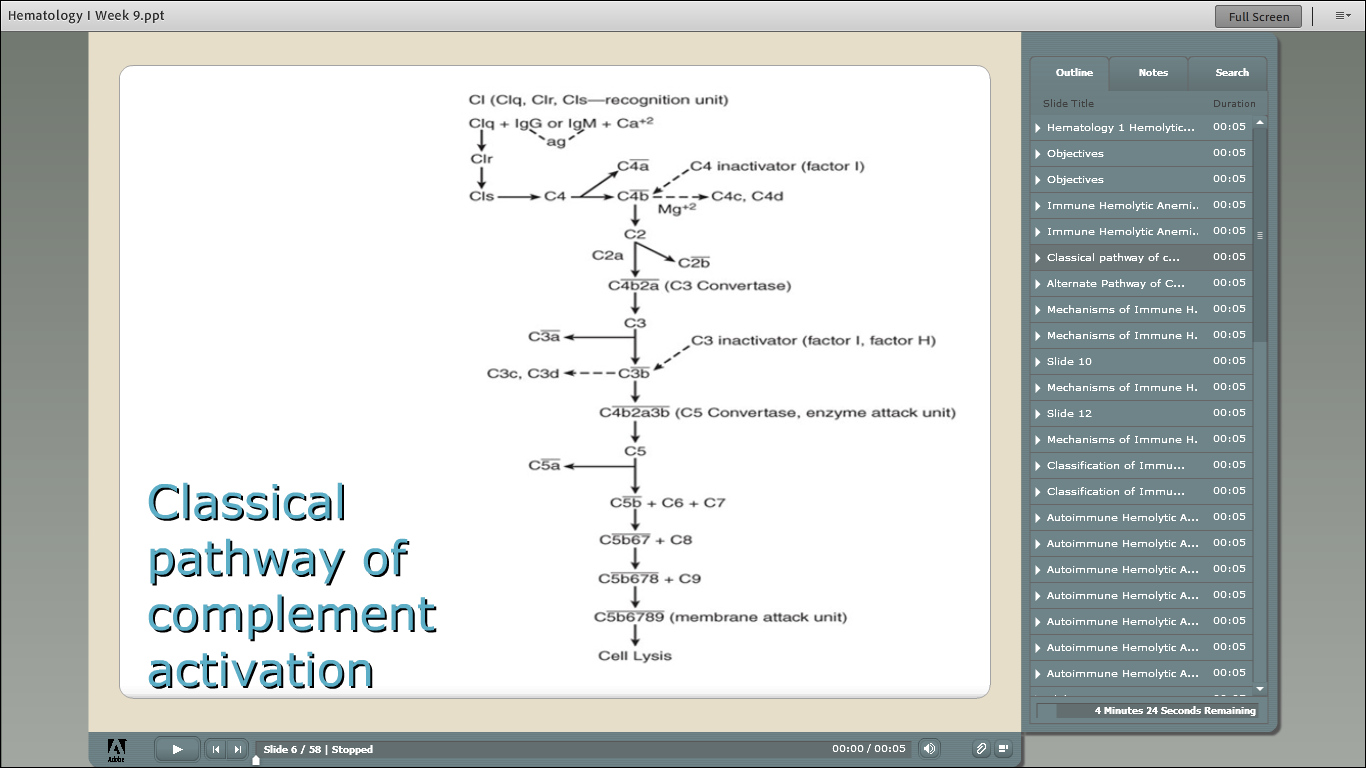 Hematology I Week 9.ppt
Full Screen
CI (CIq, CIr, CIs—recognition unit)
CIq + IgG or IgM + Ca+2
ag
CIr
C4a
C4 inactivator (factor I)
CIs
C4
C4b
C4c, C4d
Mg+2
C2
C2a
C2b
C4b2a (C3 Convertase)
C3
C3a
C3 inactivator (factor I, factor H)
C3c, C3d
C3b
C4b2a3b (C5 Convertase, enzyme attack unit)
C5
C5a
C5b + C6 + C7
C5b67 + C8
C5b678 + C9
C5b6789 (membrane attack unit)
Cell Lysis
Classical
pathway of
complement
activation
Outline Notes Search
Slide Title Duration
Hematology 1 Hemolytic... 00:05
Objectives 00:05
Objectives 00:05
Immune Hemolytic Anemi.. 00:05
Immune Hemolytic Anemi.. 00:05
Classical pathway of c... 00:05
Alternate Pathway of C... 00:05
Mechanisms of Immune H. 00:05
Mechanisms of Immune H. 00:05
Slide 10 00:05
Mechanisms of Immune H. 00:05
Slide 12 00:05
Mechanisms of Immune H. 00:05
Classification of Immu... 00:05
Classification of Immu... 00:05
Autoimmune Hemolytic A... 00:05
Autoimmune Hemolytic A... 00:05
Autoimmune Hemolytic A... 00:05
Autoimmune Hemolytic A... 00:05
Autoimmune Hemolytic A... 00:05
Autoimmune Hemolytic A... 00:05
Autoimmune Hemolytic A... 00:05
4 Minutes 24 Seconds Remaining
Adobe
Slide 6 / 58 | Stopped
00:00 / 00:05